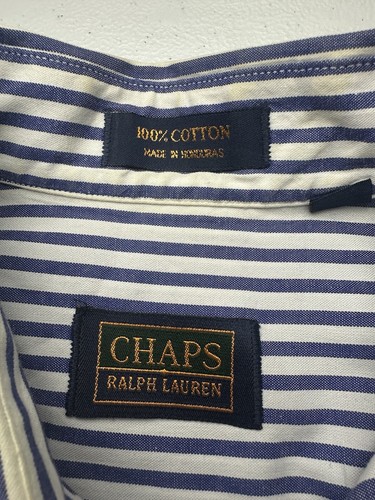 100% COTTON
MADE IN HONDURAS
CHAPS
RALPH LAUREN